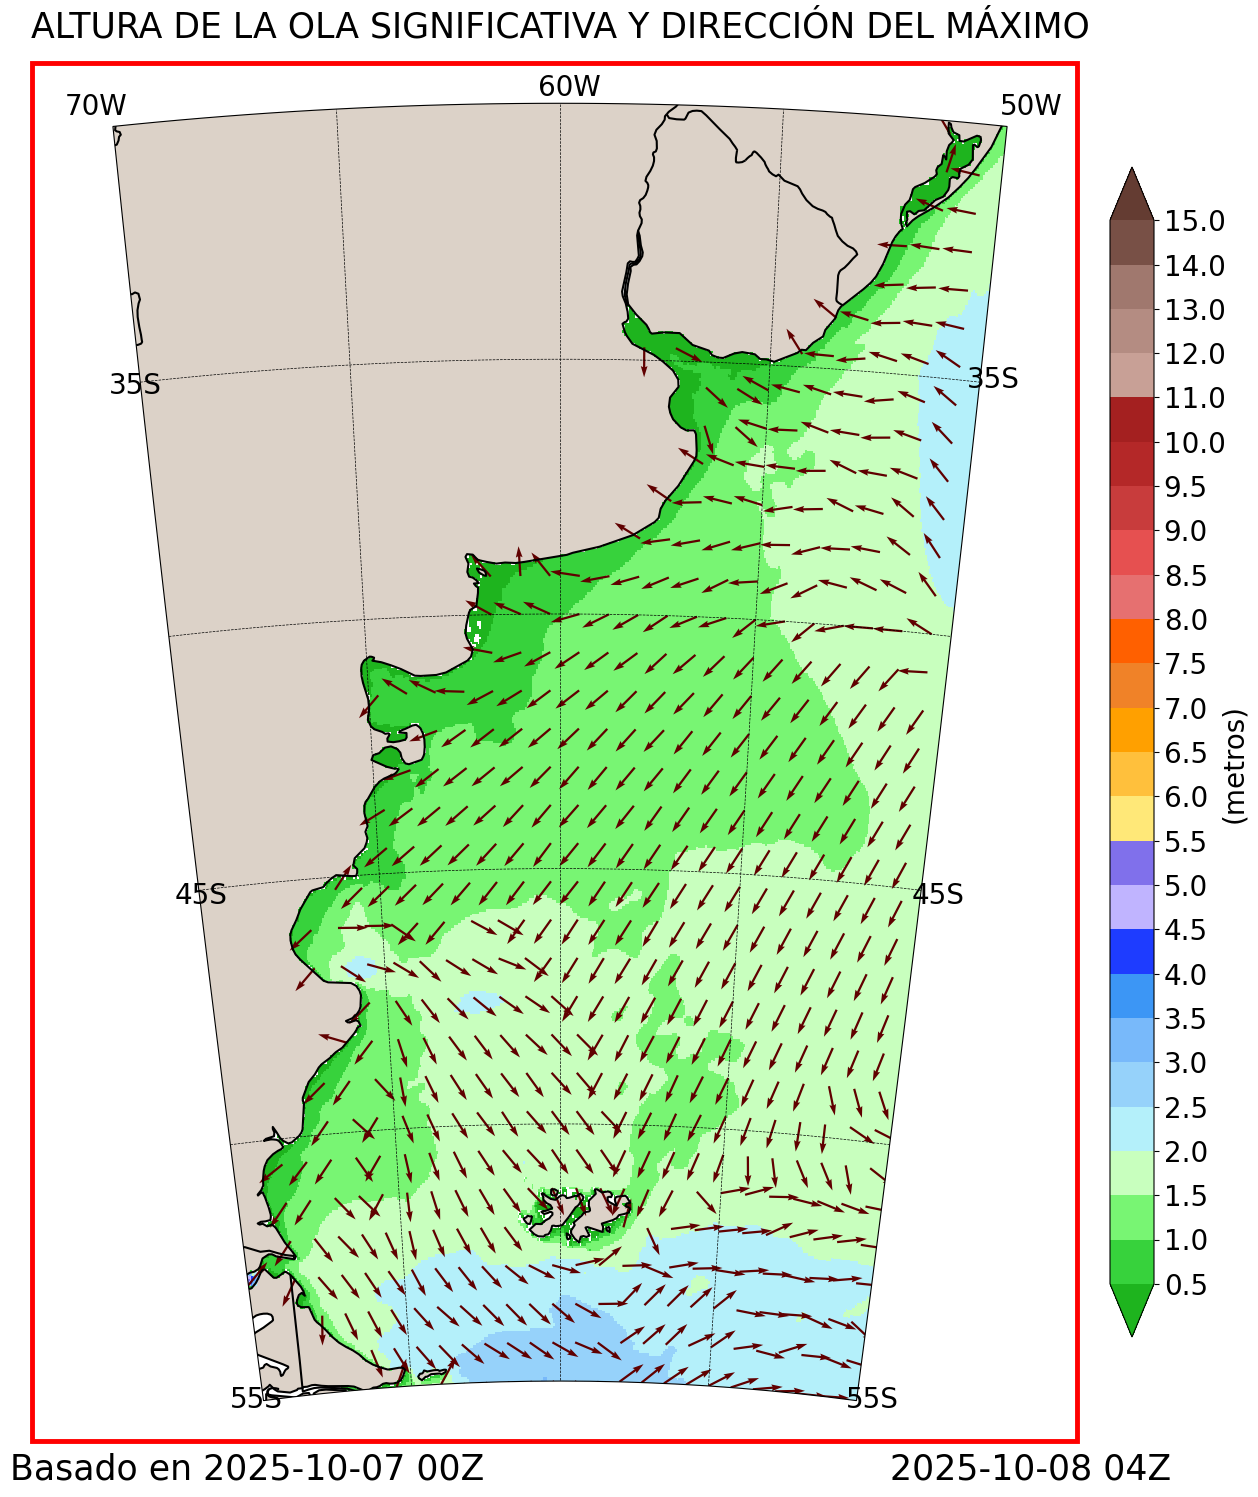 ALTURA DE LA OLA SIGNIFICATIVA Y DIRECCIÓN DEL MÁXIMO
70W
60W
50W
35S
35S
45S
45S
55S
55S
15.0
14.0
13.0
12.0
11.0
10.0
9.5
9.0
8.5
8.0
7.5
7.0
6.5
6.0
5.5
5.0
4.5
4.0
3.5
3.0
2.5
2.0
1.5
1.0
0.5
(metros)
Basado en 2025-10-07 00Z
2025-10-08 04Z